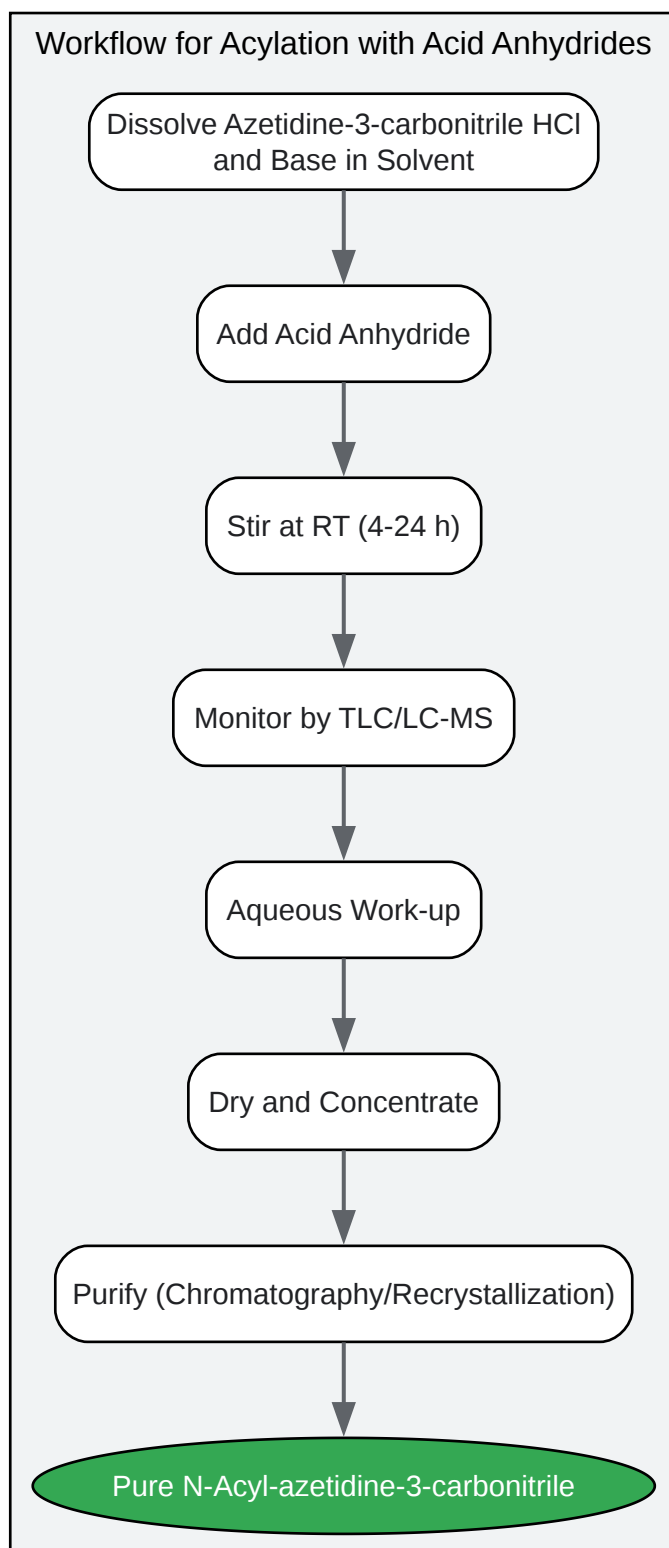 Workflow for Acylation with Acid Anhydrides
Dissolve Azetidine-3-carbonitrile HCl
and Base in Solvent
Add Acid Anhydride
Stir at RT (4-24 h)
Monitor by TLC/LC-MS
Aqueous Work-up
Dry and Concentrate
Purify (Chromatography/Recrystallization)
Pure N-Acyl-azetidine-3-carbonitrile